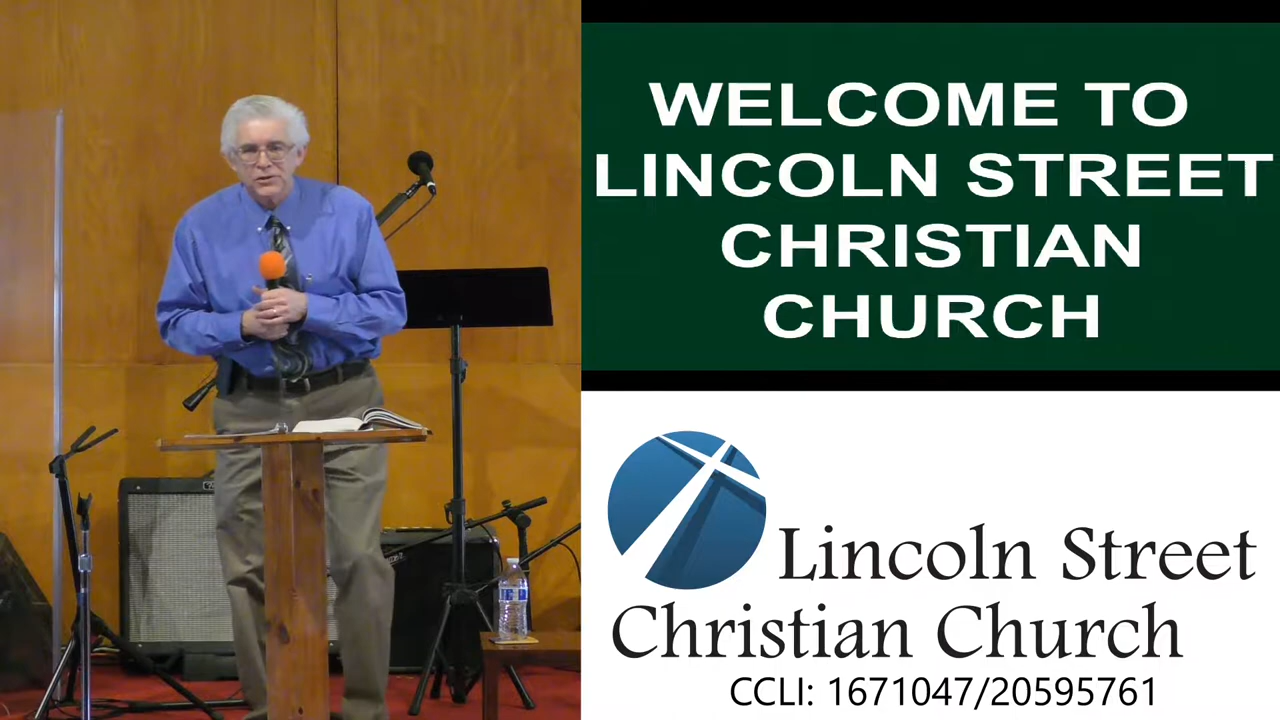 WELCOME TO
LINCOLN STREET
CHRISTIAN
CHURCH
Lincoln Street
Christian Church
CCLI: 1671047/20595761